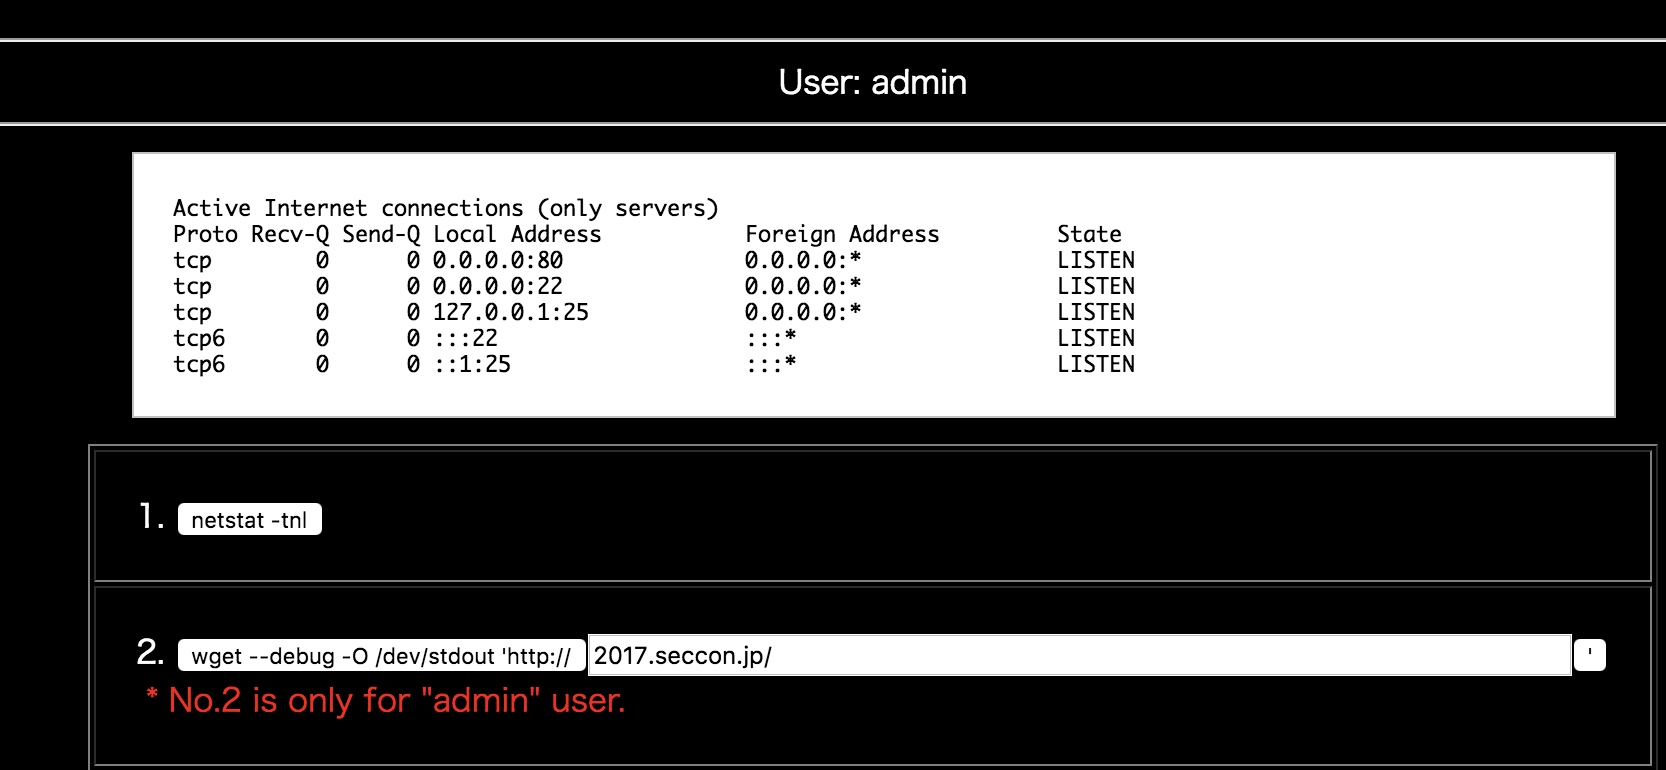 User: admin
Active Internet connections (only servers)
Proto Recv-Q Send-Q Local Address           Foreign Address         State
tcp        0      0 0.0.0.0:80              0.0.0.0:*               LISTEN
tcp        0      0 0.0.0.0:22              0.0.0.0:*               LISTEN
tcp        0      0 127.0.0.1:25            0.0.0.0:*               LISTEN
tcp6       0      0 :::22                   :::*                    LISTEN
tcp6       0      0 ::1:25                  :::*                    LISTEN
1. netstat -tnl
2. wget --debug -O /dev/stdout 'http:// 2017.seccon.jp/ '
* No.2 is only for "admin" user.